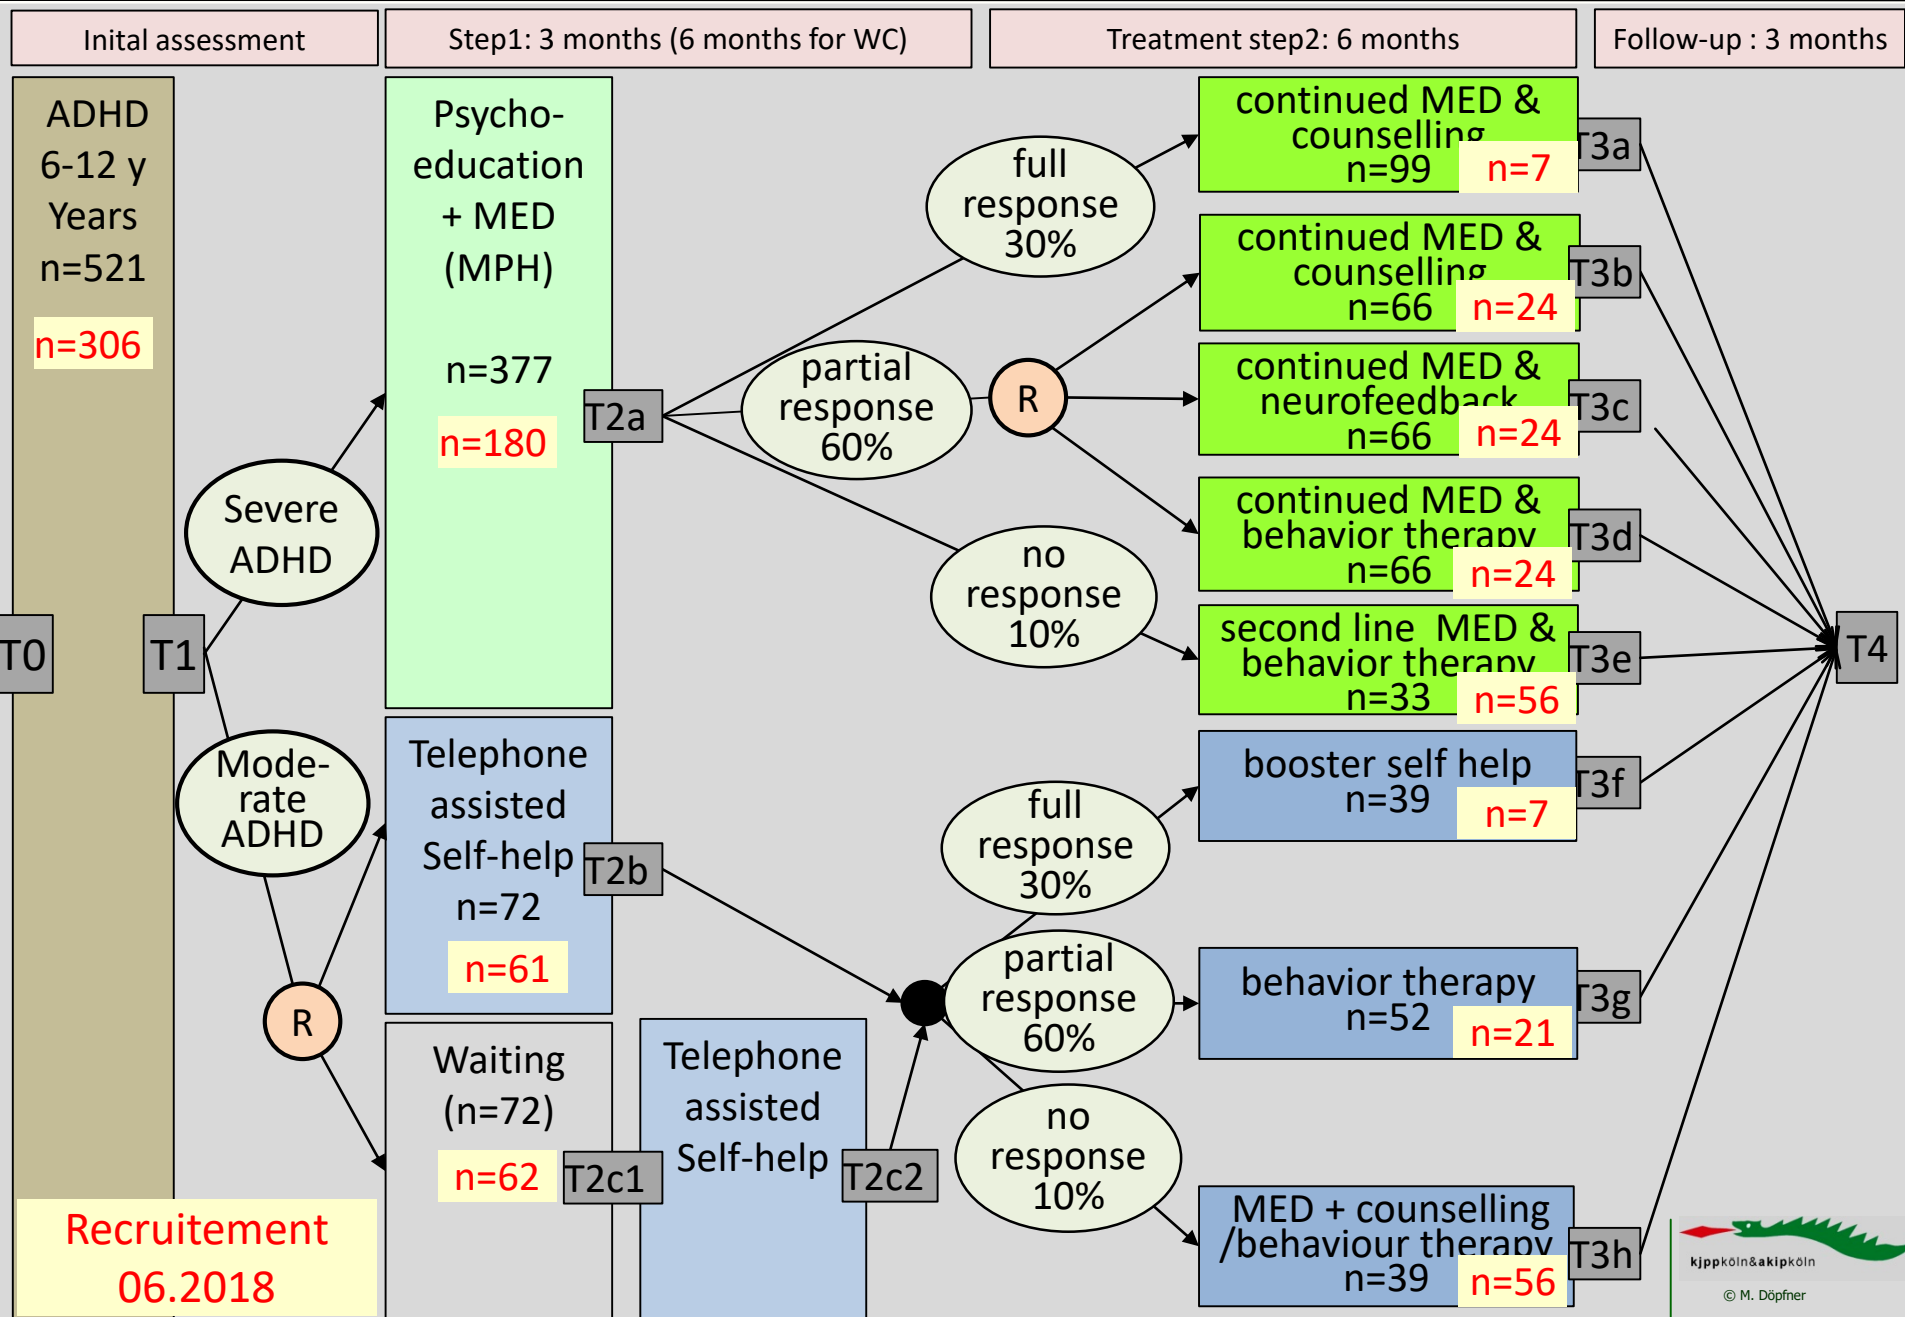 Inital assessment
Step1: 3 months (6 months for WC)
Treatment step2: 6 months
Follow-up : 3 months
ADHD
6-12 y
Years
n=521
n=306
T0
T1
Severe
ADHD
Mode-
rate
ADHD
R
Recruitement
06.2018
Psycho-
education
+ MED
(MPH)
n=377
n=180
T2a
Telephone
assisted
Self-help
n=72
n=61
T2b
Waiting
(n=72)
n=62
T2c1
Telephone
assisted
Self-help
T2c2
full
response
30%
partial
response
60%
R
no
response
10%
full
response
30%
partial
response
60%
no
response
10%
continued MED &
counselling
n=99
n=7
T3a
continued MED &
counselling
n=66
n=24
T3b
continued MED &
neurofeedback
n=66
n=24
T3c
continued MED &
behavior therapy
n=66
n=24
T3d
second line MED &
behavior therapy
n=33
n=56
T3e
booster self help
n=39
n=7
T3f
behavior therapy
n=52
n=21
T3g
MED + counselling
/behaviour therapy
n=39
n=56
T3h
T4
kjppköln&akipköln
© M. Döpfner